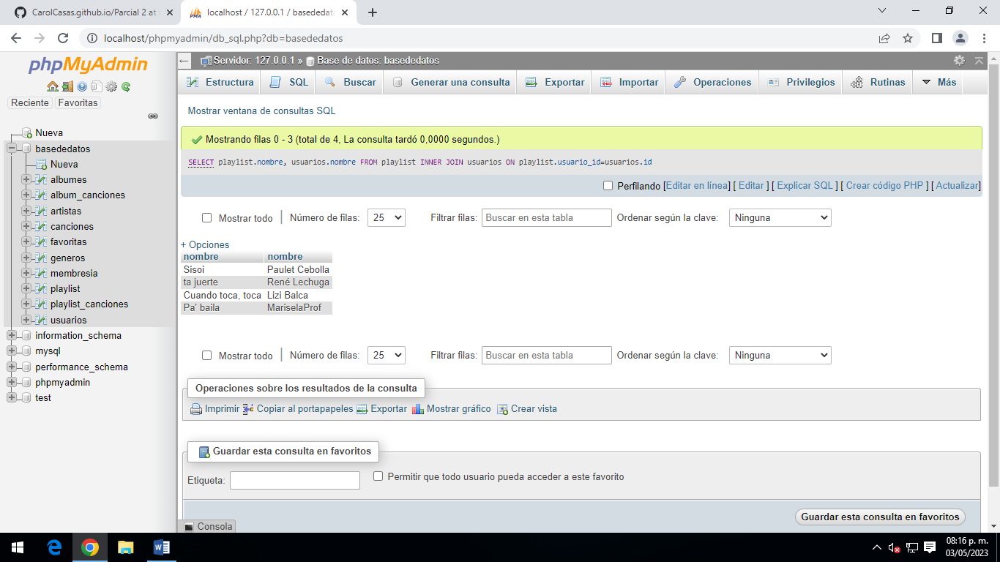 CarolCasas.github.io/Parcial 2 at
localhost / 127.0.0.1 / basededato
localhost/phpmyadmin/db_sql.php?db=basededatos
phpMyAdmin
Reciente Favoritas
Nueva
basededatos
Nueva
albumes
album_canciones
artistas
canciones
favoritas
generos
membresia
playlist
playlist_canciones
usuarios
information_schema
mysql
performance_schema
phpmyadmin
test
Servidor: 127.0.0.1 » Base de datos: basededatos
Estructura SQL Buscar Generar una consulta Exportar Importar Operaciones Privilegios Rutinas Más
Mostrar ventana de consultas SQL
Mostrando filas 0 - 3 (total de 4, La consulta tardó 0,0000 segundos.)
SELECT playlist.nombre, usuarios.nombre FROM playlist INNER JOIN usuarios ON playlist.usuario_id=usuarios.id
Perfilando [Editar en línea] [ Editar ] [ Explicar SQL ] [ Crear código PHP ] [ Actualizar]
Mostrar todo | Número de filas: 25 Filtrar filas: Buscar en esta tabla Ordenar según la clave: Ninguna
+ Opciones
nombre nombre
Sisoi Paulet Cebolla
ta juerte René Lechuga
Cuando toca, toca Lizi Balca
Pa' baila MariselaProf
Mostrar todo | Número de filas: 25 Filtrar filas: Buscar en esta tabla Ordenar según la clave: Ninguna
Operaciones sobre los resultados de la consulta
Imprimir Copiar al portapapeles Exportar Mostrar gráfico Crear vista
Guardar esta consulta en favoritos
Etiqueta: Permitir que todo usuario pueda acceder a este favorito
Guardar esta consulta en favoritos
Consola
08:16 p. m.
03/05/2023